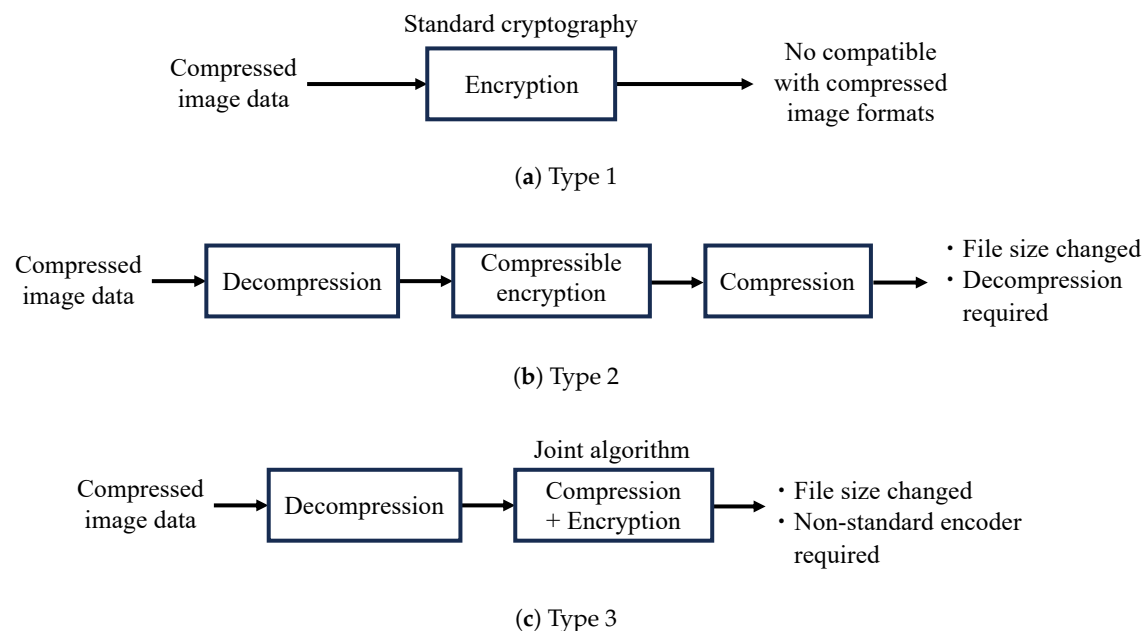 Standard cryptography
Compressed
image data
Encryption
No compatible
with compressed
image formats
(a) Type 1
Compressed
image data
Decompression
Compressible
encryption
Compression
・File size changed
・Decompression
required
(b) Type 2
Joint algorithm
Compressed
image data
Decompression
Compression
+ Encryption
・File size changed
・Non-standard encoder
required
(c) Type 3